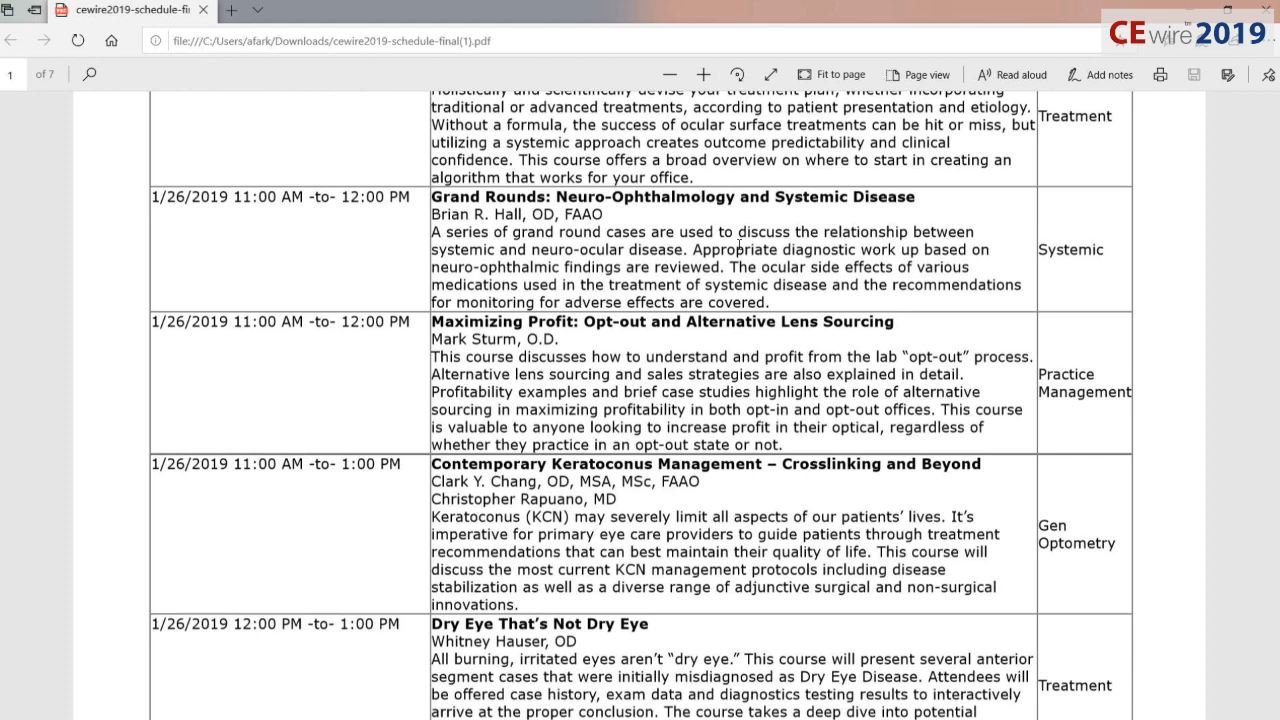 cewire2019-schedule-fin
file:///C:/Users/afark/Downloads/cewire2019-schedule-final(1).pdf
CEwire2019
by
1 of 7
Fit to page
Page view
Read aloud
Add notes
Holistically and scientifically devise your treatment plan, whether incorporating
traditional or advanced treatments, according to patient presentation and etiology.
Without a formula, the success of ocular surface treatments can be hit or miss, but
utilizing a systemic approach creates outcome predictability and clinical
confidence. This course offers a broad overview on where to start in creating an
algorithm that works for your office.
Treatment
1/26/2019 11:00 AM -to- 12:00 PM
Grand Rounds: Neuro-Ophthalmology and Systemic Disease
Brian R. Hall, OD, FAAO
A series of grand round cases are used to discuss the relationship between
systemic and neuro-ocular disease. Appropriate diagnostic work up based on
neuro-ophthalmic findings are reviewed. The ocular side effects of various
medications used in the treatment of systemic disease and the recommendations
for monitoring for adverse effects are covered.
Systemic
1/26/2019 11:00 AM -to- 12:00 PM
Maximizing Profit: Opt-out and Alternative Lens Sourcing
Mark Sturm, O.D.
This course discusses how to understand and profit from the lab “opt-out” process.
Alternative lens sourcing and sales strategies are also explained in detail.
Profitability examples and brief case studies highlight the role of alternative
sourcing in maximizing profitability in both opt-in and opt-out offices. This course
is valuable to anyone looking to increase profit in their optical, regardless of
whether they practice in an opt-out state or not.
Practice
Management
1/26/2019 11:00 AM -to- 1:00 PM
Contemporary Keratoconus Management – Crosslinking and Beyond
Clark Y. Chang, OD, MSA, MSc, FAAO
Christopher Rapuano, MD
Keratoconus (KCN) may severely limit all aspects of our patients’ lives. It’s
imperative for primary eye care providers to guide patients through treatment
recommendations that can best maintain their quality of life. This course will
discuss the most current KCN management protocols including disease
stabilization as well as a diverse range of adjunctive surgical and non-surgical
innovations.
Gen
Optometry
1/26/2019 12:00 PM -to- 1:00 PM
Dry Eye That’s Not Dry Eye
Whitney Hauser, OD
All burning, irritated eyes aren’t “dry eye.” This course will present several anterior
segment cases that were initially misdiagnosed as Dry Eye Disease. Attendees will
be offered case history, exam data and diagnostics testing results to interactively
arrive at the proper conclusion. The course takes a deep dive into potential
Treatment